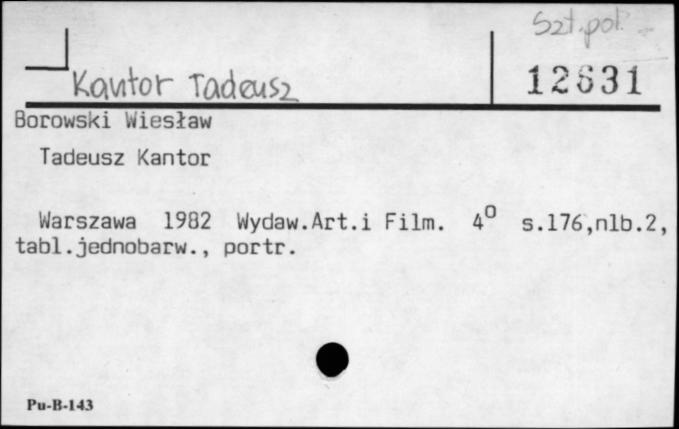 Szt. pol.
Kantor Tadeusz
12631
Borowski Wiesław
Tadeusz Kantor
Warszawa 1982 Wydaw.Art.i Film. 4° s.176,nlb.2,
tabl.jednobarw., portr.
Pu-B-143